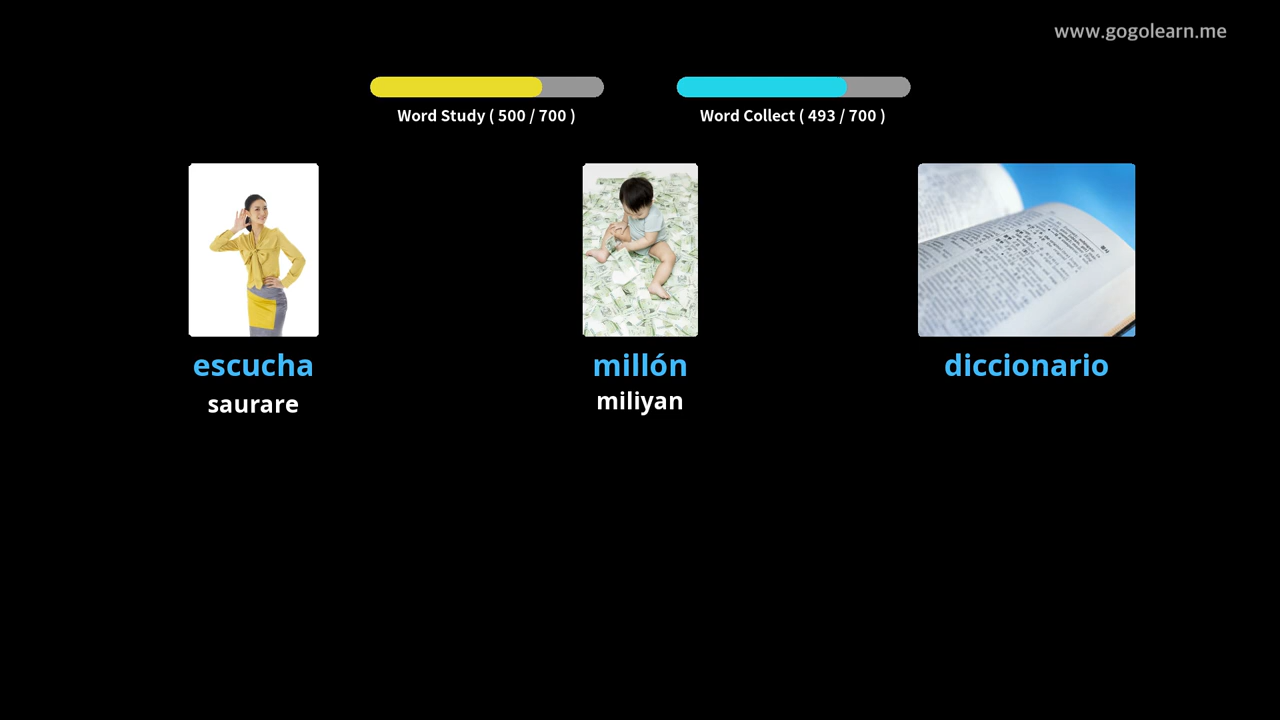 www.gogolearn.me
Word Study ( 500 / 700 )
Word Collect ( 493 / 700 )
escucha
saurare
millón
miliyan
diccionario